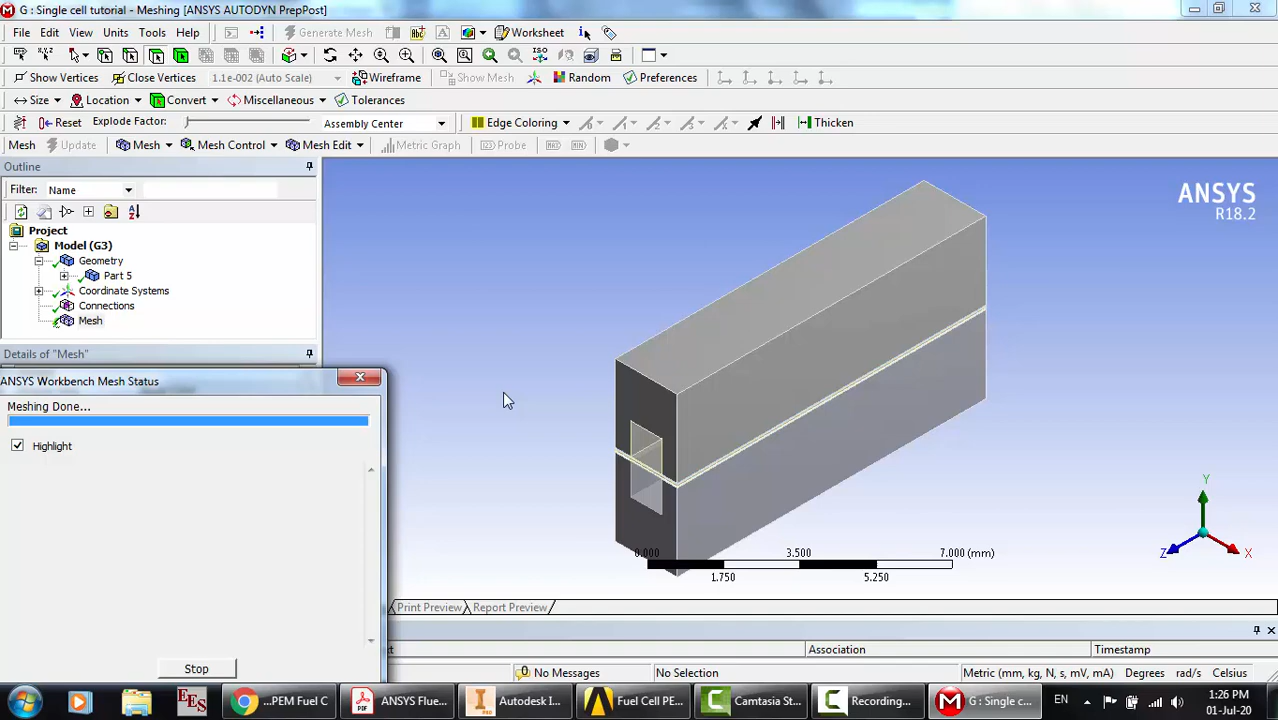 G : Single cell tutorial - Meshing [ANSYS AUTODYN PrepPost]
File Edit View Units Tools Help Generate Mesh Worksheet
Show Vertices Close Vertices 1.1e-002 (Auto Scale) Wireframe Show Mesh Random Preferences
Size Location Convert Miscellaneous Tolerances
Reset Explode Factor: Assembly Center Edge Coloring Thicken
Mesh Update Mesh Mesh Control Mesh Edit Metric Graph Probe
Outline
Filter: Name
Project
Model (G3)
Geometry
Part 5
Coordinate Systems
Connections
Mesh
Details of "Mesh"
ANSYS Workbench Mesh Status
Meshing Done...
Highlight
Stop
ANSYS
R18.2
Y
Z X
0.000 3.500 7.000 (mm)
1.750 5.250
Print Preview Report Preview
Association Timestamp
No Messages No Selection Metric (mm, kg, N, s, mV, mA) Degrees rad/s Celsius
EES ...PEM Fuel C ANSYS Flue... Autodesk I... Fuel Cell PE... Camtasia St... Recording... G : Single c... EN 1:26 PM
01-Jul-20